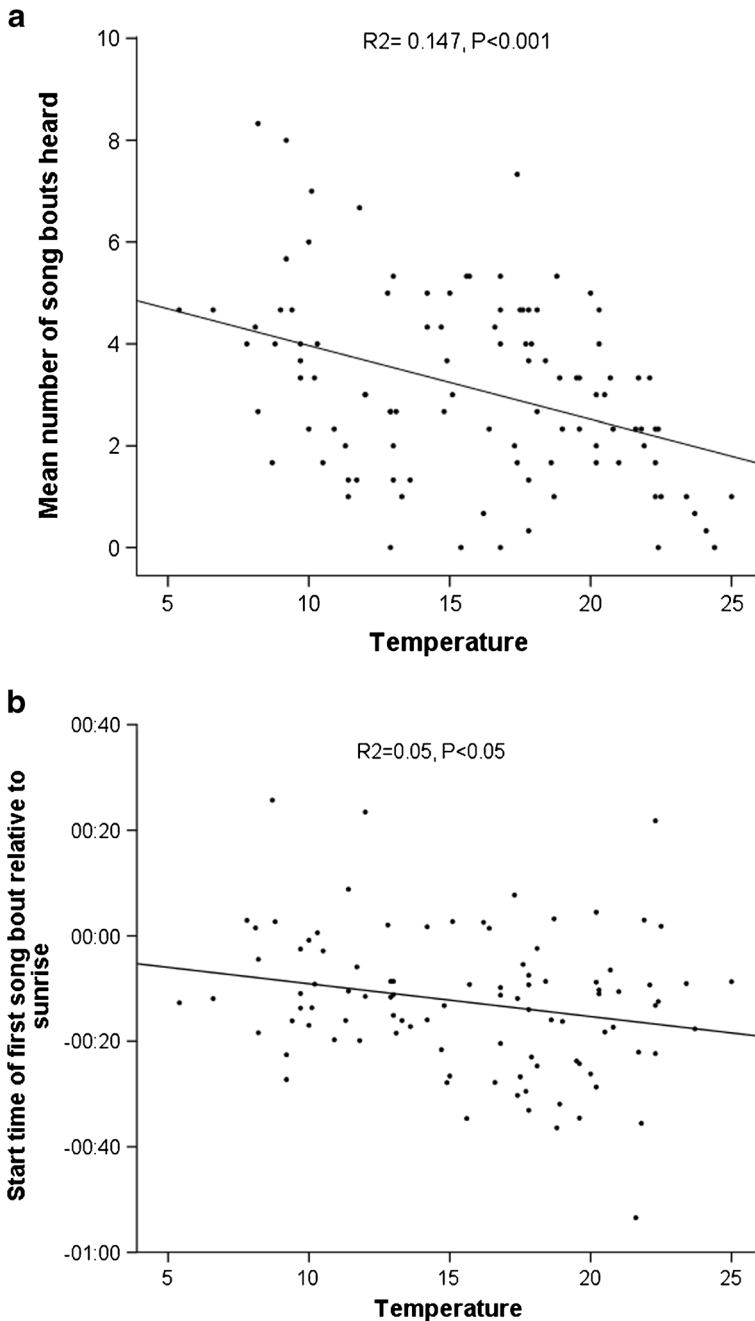 a
R2= 0.147, P<0.001
Mean number of song bouts heard
10
8
6
4
2
0
5 10 15 20 25
Temperature
b
R2=0.05, P<0.05
Start time of first song bout relative to
sunrise
00:40
00:20
00:00
-00:20
-00:40
-01:00
5 10 15 20 25
Temperature